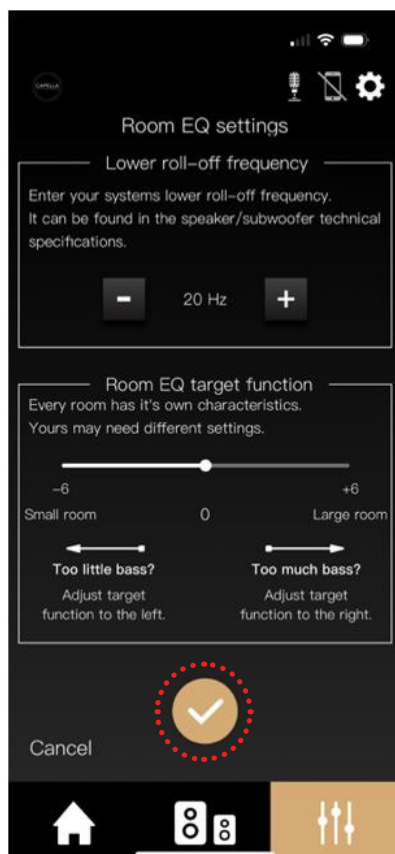 CAPELLA
Room EQ settings
Lower roll-off frequency
Enter your systems lower roll-off frequency.
It can be found in the speaker/subwoofer technical
specifications.
- 20 Hz +
Room EQ target function
Every room has it's own characteristics.
Yours may need different settings.
-6 +6
Small room 0 Large room
Too little bass? Too much bass?
Adjust target Adjust target
function to the left. function to the right.
Cancel